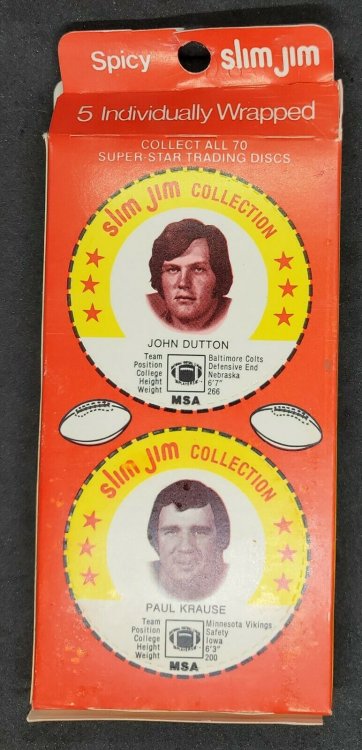 Spicy slim jim
5 Individually Wrapped
COLLECT ALL 70
SUPER-STAR TRADING DISCS
slim jim COLLECTION
JOHN DUTTON
Team Baltimore Colts
Position Defensive End
College Nebraska
Height 6'7"
Weight 266
MSA
slim jim COLLECTION
PAUL KRAUSE
Team Minnesota Vikings
Position Safety
College Iowa
Height 6'3"
Weight 200
MSA